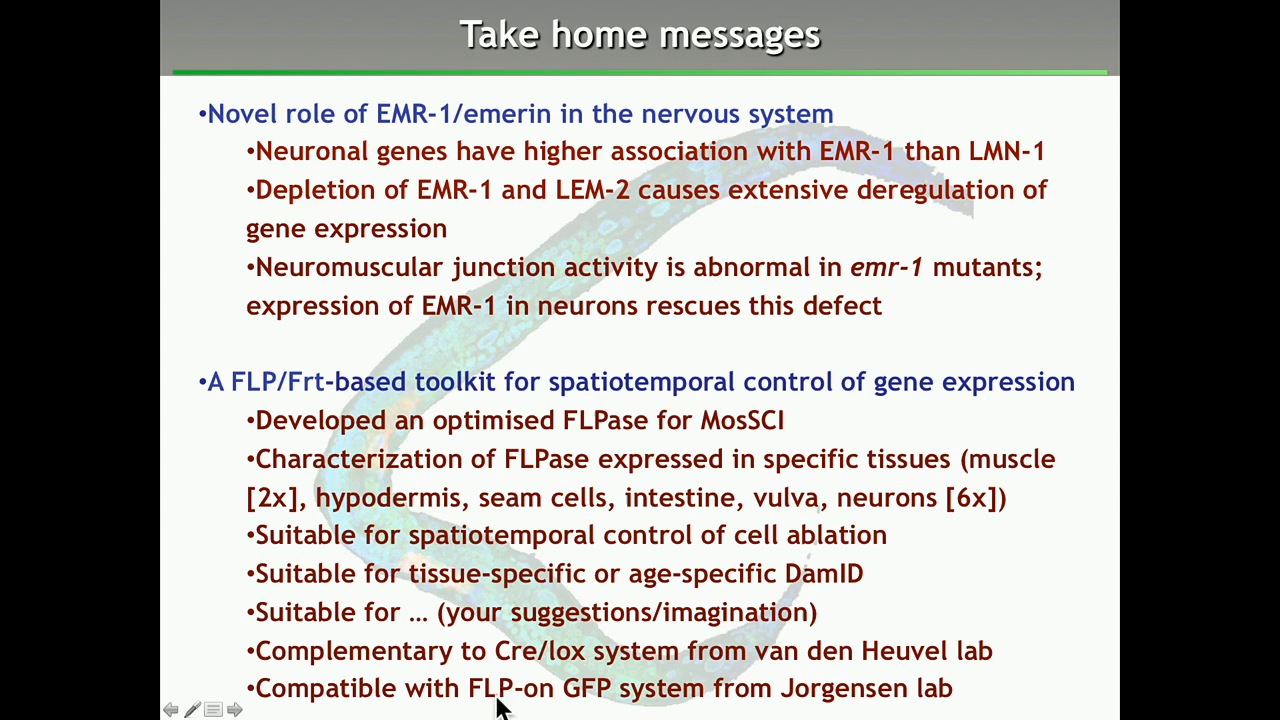 Take home messages
•Novel role of EMR-1/emerin in the nervous system
•Neuronal genes have higher association with EMR-1 than LMN-1
•Depletion of EMR-1 and LEM-2 causes extensive deregulation of
gene expression
•Neuromuscular junction activity is abnormal in emr-1 mutants;
expression of EMR-1 in neurons rescues this defect
•A FLP/Frt-based toolkit for spatiotemporal control of gene expression
•Developed an optimised FLPase for MosSCI
•Characterization of FLPase expressed in specific tissues (muscle
[2x], hypodermis, seam cells, intestine, vulva, neurons [6x])
•Suitable for spatiotemporal control of cell ablation
•Suitable for tissue-specific or age-specific DamID
•Suitable for … (your suggestions/imagination)
•Complementary to Cre/lox system from van den Heuvel lab
•Compatible with FLP-on GFP system from Jorgensen lab